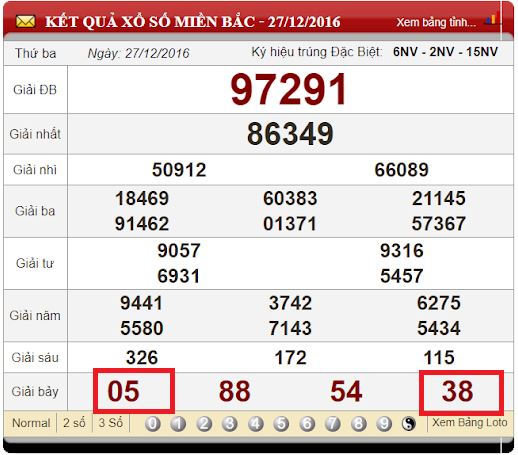 KẾT QUẢ XỔ SỐ MIỀN BẮC - 27/12/2016 Xem bảng tỉnh...
Thứ ba Ngày: 27/12/2016 Ký hiệu trúng Đặc Biệt: 6NV - 2NV - 15NV
Giải ĐB 97291
Giải nhất 86349
Giải nhì 50912 66089
Giải ba 18469 60383 21145
91462 01371 57367
Giải tư 9057 9316
6931 5457
Giải năm 9441 3742 6275
5580 7143 5434
Giải sáu 326 172 115
Giải bảy 05 88 54 38
Normal 2 số 3 Số 0 1 2 3 4 5 6 7 8 9 Xem Bảng Loto